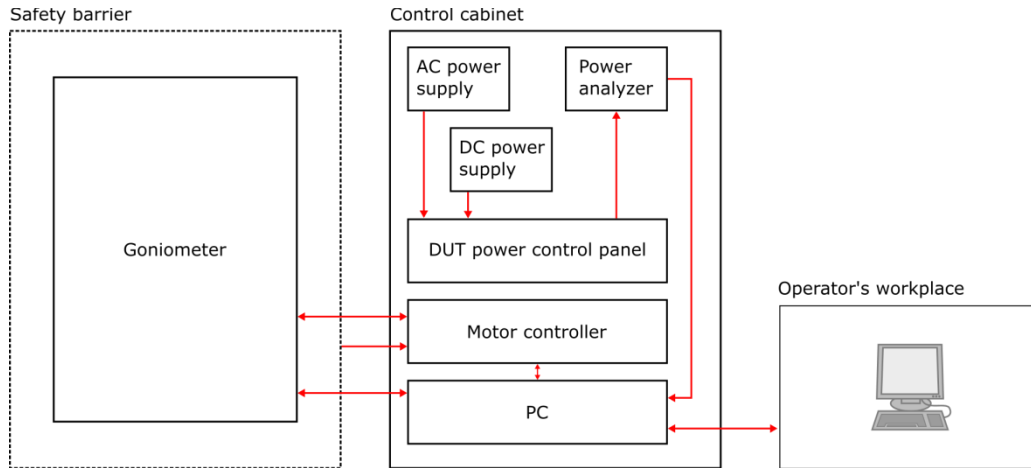 Safety barrier
Control cabinet
AC power
supply
Power
analyzer
DC power
supply
Goniometer
DUT power control panel
Operator's workplace
Motor controller
PC